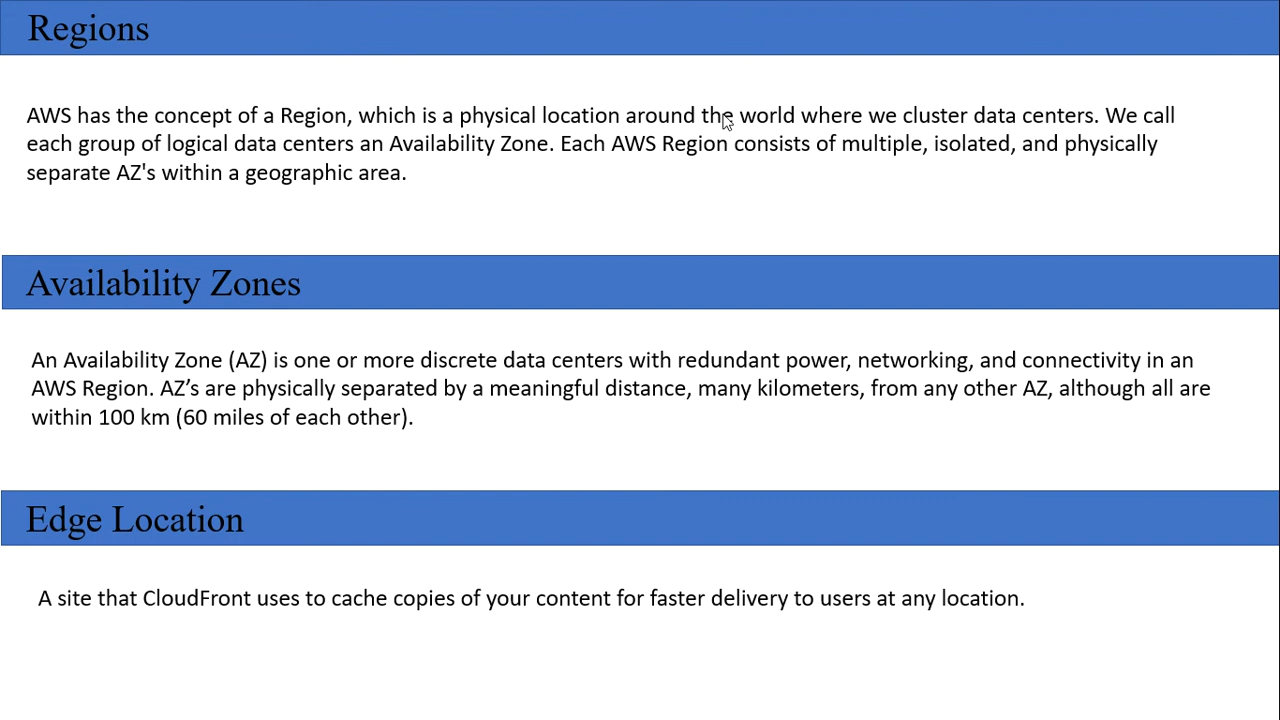 Regions
AWS has the concept of a Region, which is a physical location around the world where we cluster data centers. We call
each group of logical data centers an Availability Zone. Each AWS Region consists of multiple, isolated, and physically
separate AZ's within a geographic area.
Availability Zones
An Availability Zone (AZ) is one or more discrete data centers with redundant power, networking, and connectivity in an
AWS Region. AZ’s are physically separated by a meaningful distance, many kilometers, from any other AZ, although all are
within 100 km (60 miles of each other).
Edge Location
A site that CloudFront uses to cache copies of your content for faster delivery to users at any location.